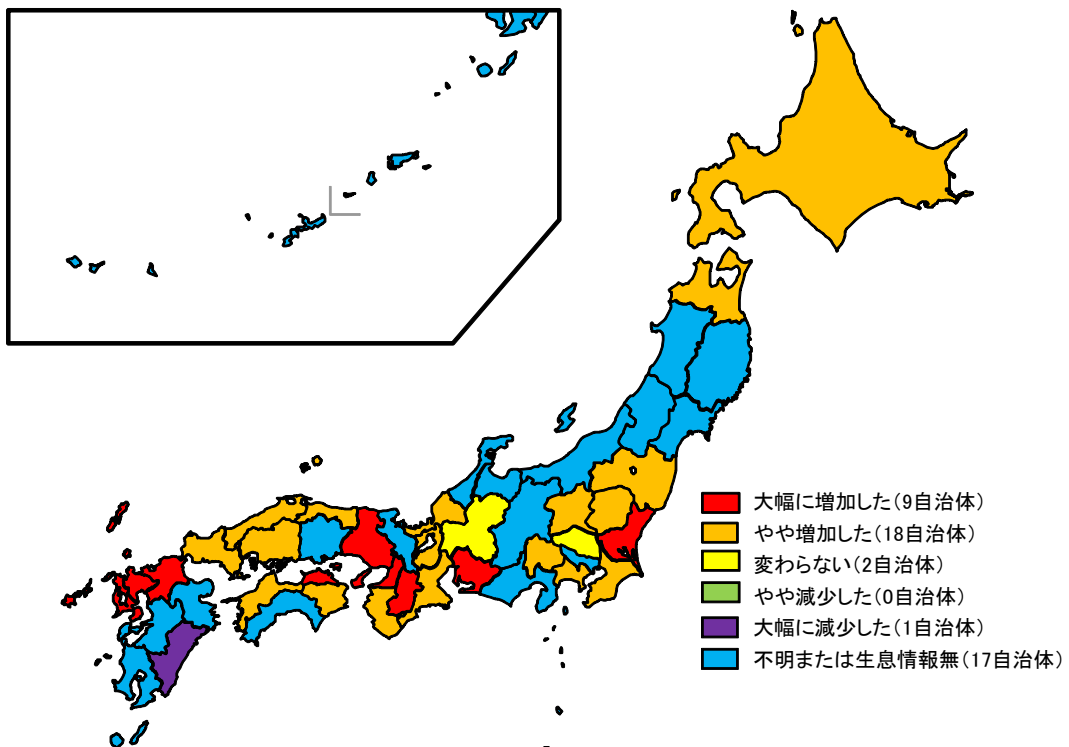 大幅に増加した(9自治体)
やや増加した(18自治体)
変わらない(2自治体)
やや減少した(0自治体)
大幅に減少した(1自治体)
不明または生息情報無(17自治体)